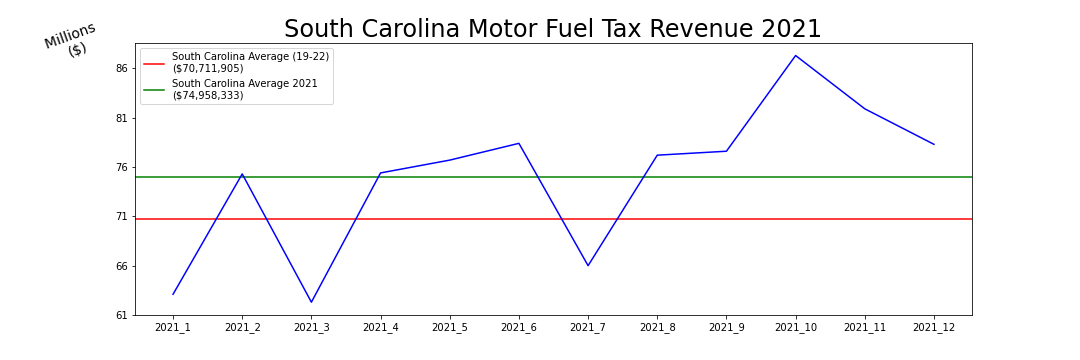 South Carolina Motor Fuel Tax Revenue 2021
Millions
($)
South Carolina Average (19-22)
($70,711,905)
South Carolina Average 2021
($74,958,333)
86
81
76
71
66
61
2021_1 2021_2 2021_3 2021_4 2021_5 2021_6 2021_7 2021_8 2021_9 2021_10 2021_11 2021_12